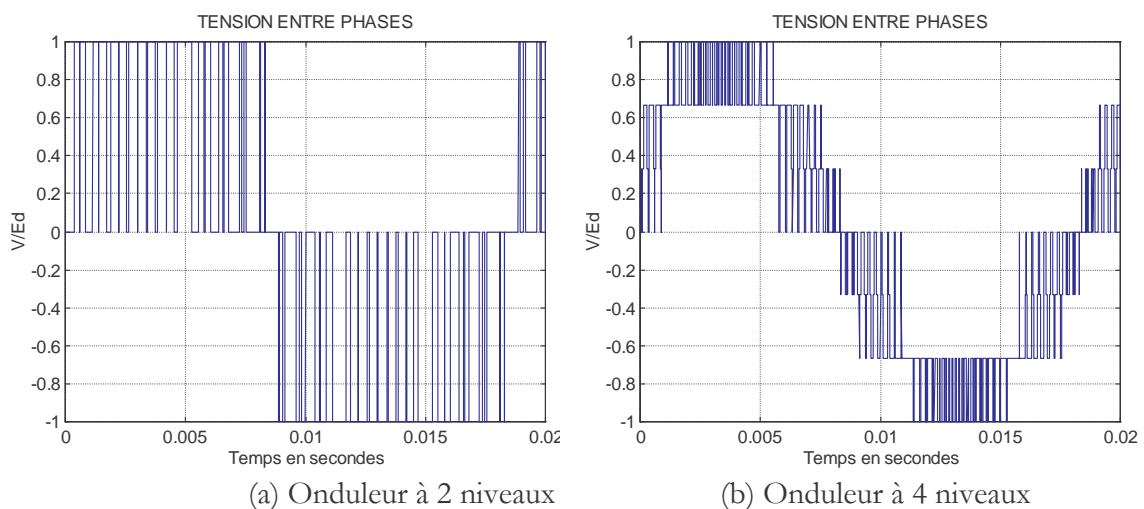 TENSION ENTRE PHASES
V/Ed
1
0.8
0.6
0.4
0.2
0
-0.2
-0.4
-0.6
-0.8
-1
0 0.005 0.01 0.015 0.02
Temps en secondes
(a) Onduleur à 2 niveaux
TENSION ENTRE PHASES
V/Ed
1
0.8
0.6
0.4
0.2
0
-0.2
-0.4
-0.6
-0.8
-1
0 0.005 0.01 0.015 0.02
Temps en secondes
(b) Onduleur à 4 niveaux